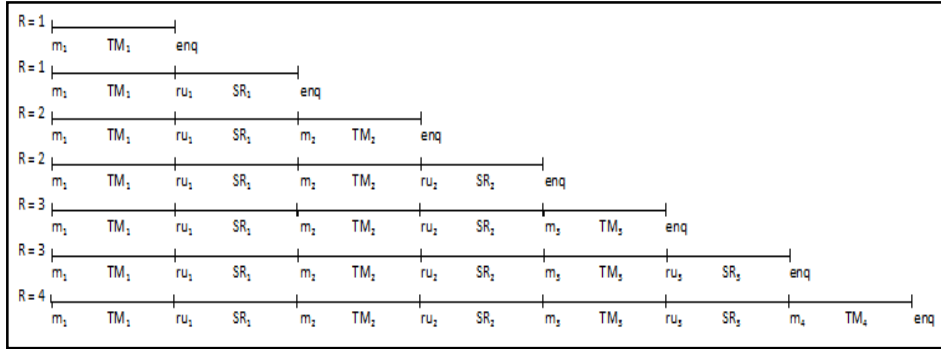 R = 1
m₁ TM₁ enq
R = 1
m₁ TM₁ ru₁ SR₁ enq
R = 2
m₁ TM₁ ru₁ SR₁ m₂ TM₂ enq
R = 2
m₁ TM₁ ru₁ SR₁ m₂ TM₂ ru₂ SR₂ enq
R = 3
m₁ TM₁ ru₁ SR₁ m₂ TM₂ ru₂ SR₂ m₃ TM₃ enq
R = 3
m₁ TM₁ ru₁ SR₁ m₂ TM₂ ru₂ SR₂ m₃ TM₃ ru₃ SR₃ enq
R = 4
m₁ TM₁ ru₁ SR₁ m₂ TM₂ ru₂ SR₂ m₃ TM₃ ru₃ SR₃ m₄ TM₄ enq